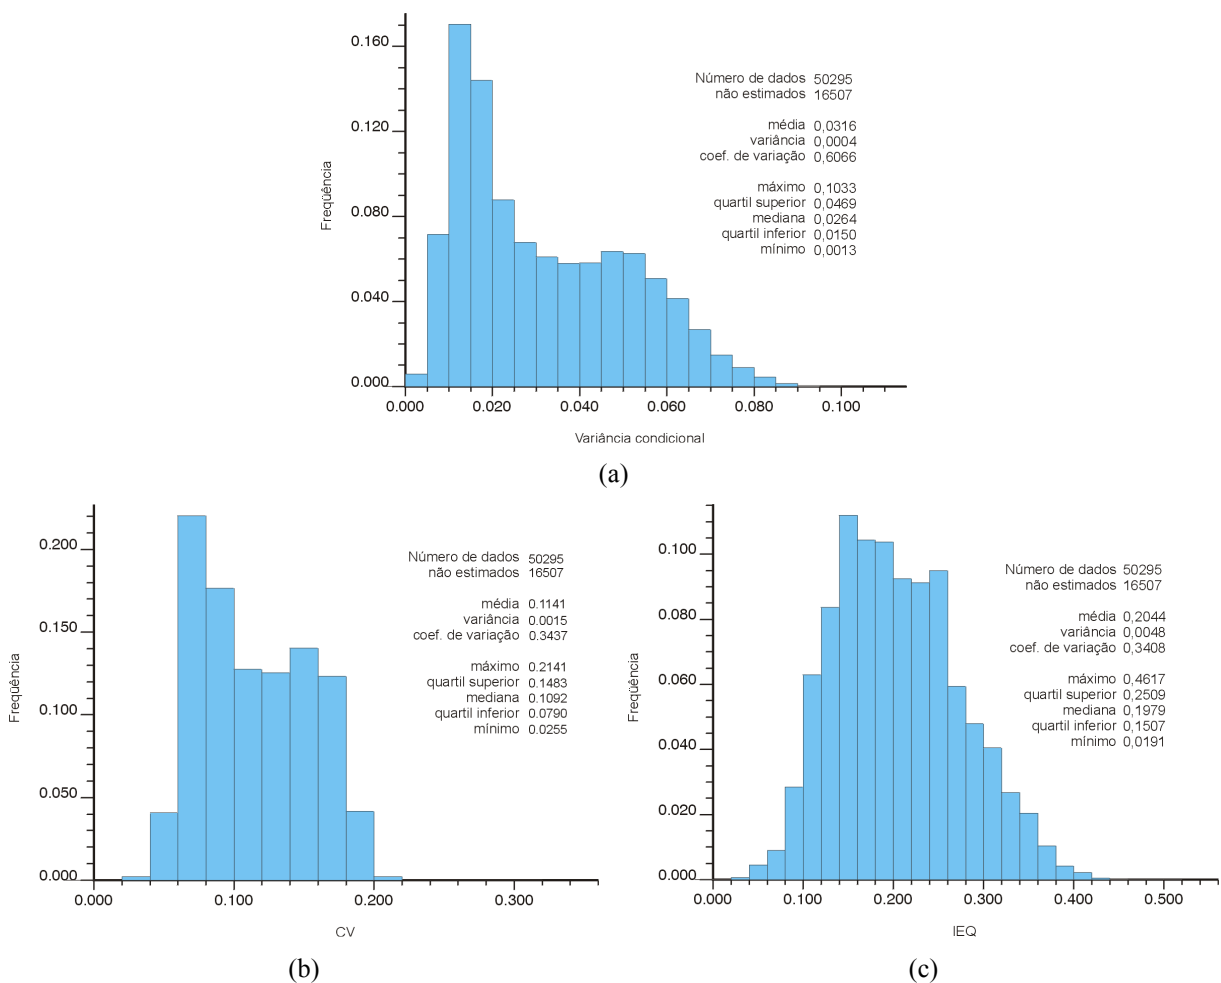 0.160
0.120
0.080
0.040
0.000
Freqüência
Número de dados 50295
não estimados 16507
média 0,0316
variância 0,0004
coef. de variação 0,6066
máximo 0,1033
quartil superior 0,0469
mediana 0,0264
quartil inferior 0,0150
mínimo 0,0013
0.000 0.020 0.040 0.060 0.080 0.100
Variância condicional
(a)
0.200
0.150
0.100
0.050
0.000
Freqüência
Número de dados 50295
não estimados 16507
média 0.1141
variância 0.0015
coef. de variação 0.3437
máximo 0.2141
quartil superior 0.1483
mediana 0.1092
quartil inferior 0.0790
mínimo 0.0255
0.000 0.100 0.200 0.300
CV
(b)
0.100
0.080
0.060
0.040
0.020
0.000
Freqüência
Número de dados 50295
não estimados 16507
média 0,2044
variância 0,0048
coef. de variação 0,3408
máximo 0,4617
quartil superior 0,2509
mediana 0,1979
quartil inferior 0,1507
mínimo 0,0191
0.000 0.100 0.200 0.300 0.400 0.500
IEQ
(c)